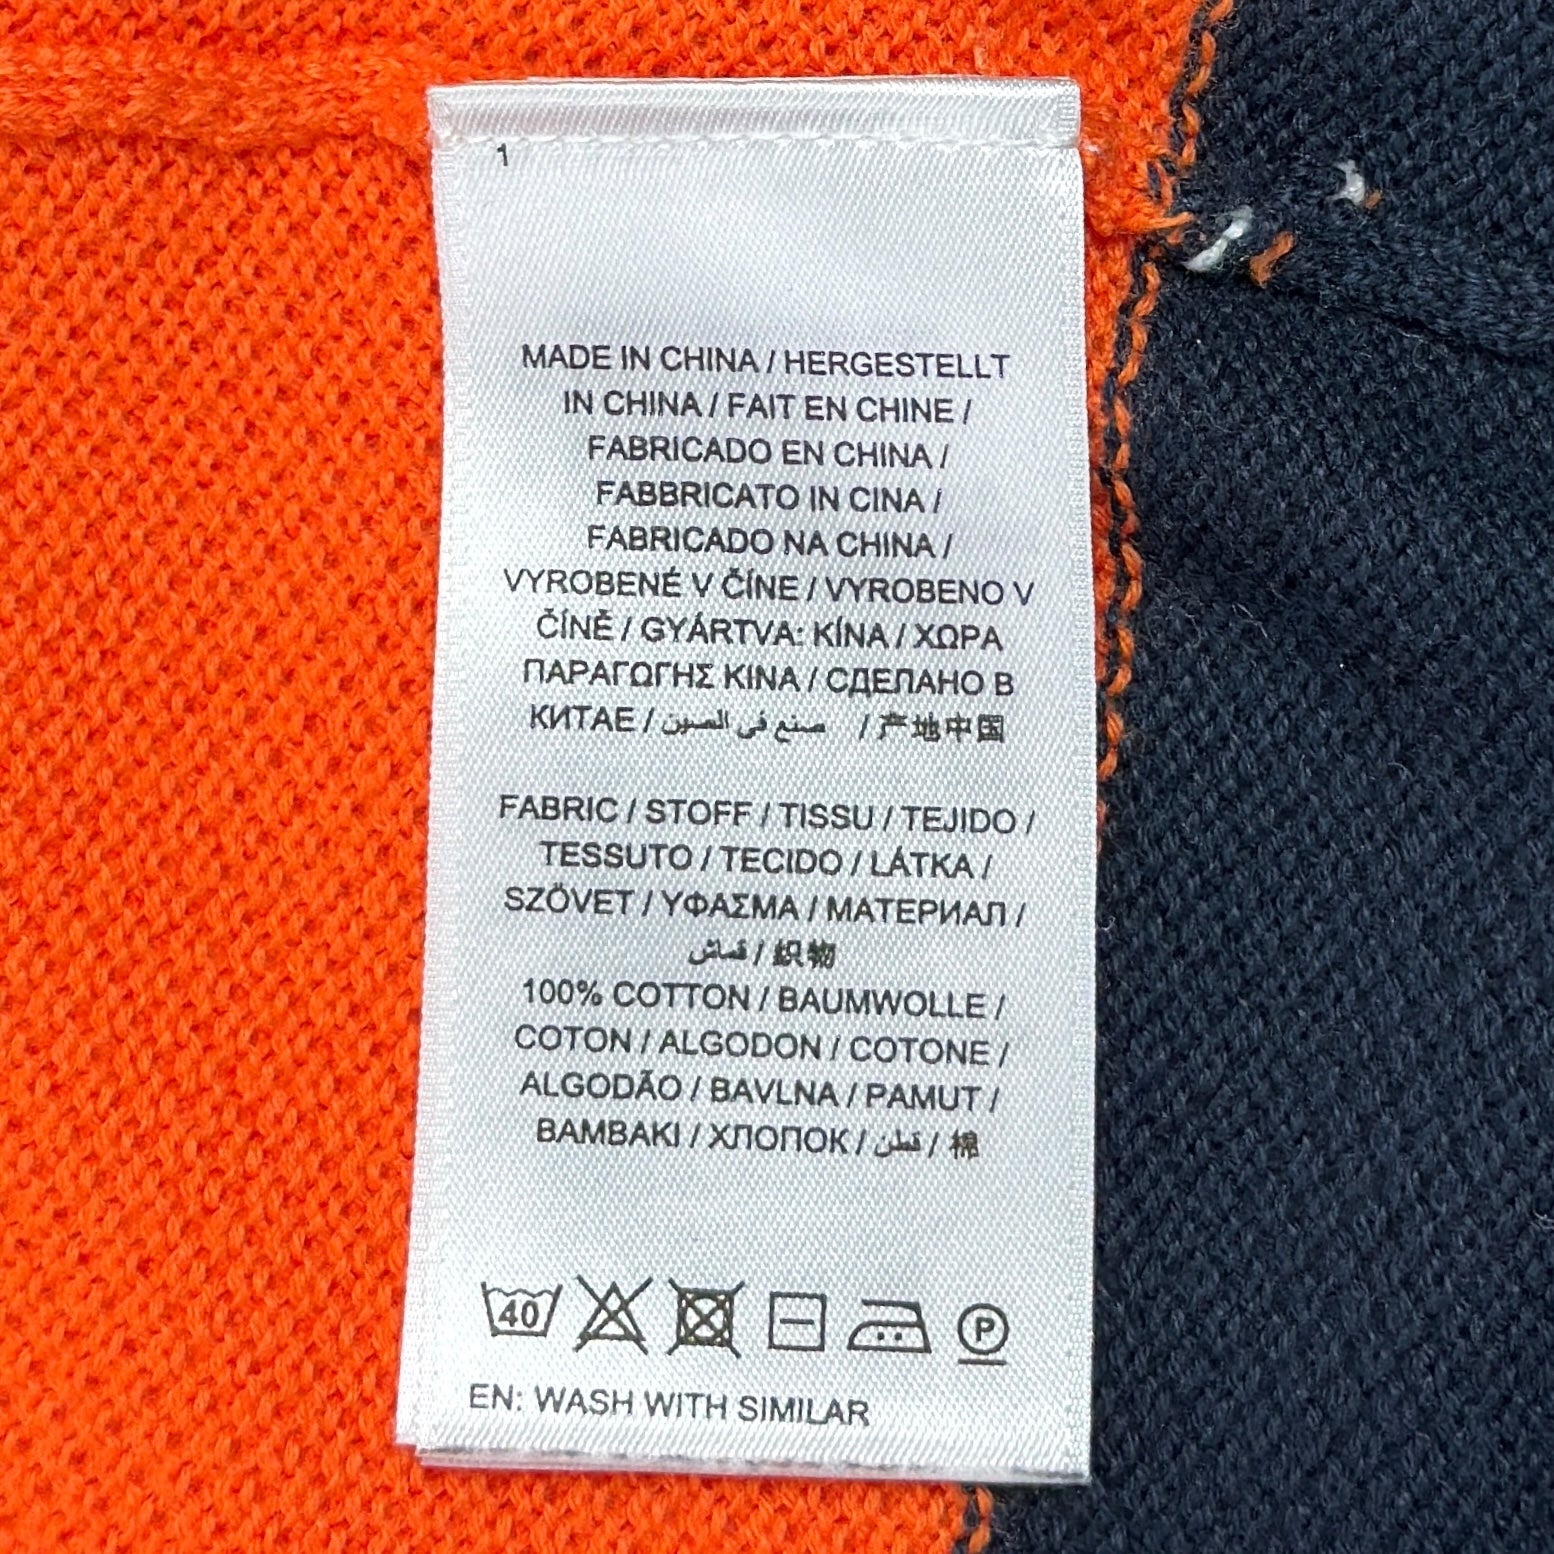 1
MADE IN CHINA / HERGESTELLT
IN CHINA / FAIT EN CHINE /
FABRICADO EN CHINA /
FABBRICATO IN CINA /
FABRICADO NA CHINA /
VYROBENÉ V ČÍNE / VYROBENO V
ČÍNĚ / GYÁRTVA: KÍNA / ΧΩΡΑ
ΠΑΡΑΓΩΓΗΣ ΚΙΝΑ / СДЕЛАНО В
КИТАЕ / صنع في الصين / 产地中国
FABRIC / STOFF / TISSU / TEJIDO /
TESSUTO / TECIDO / LÁTKA /
SZÖVET / ΥΦΑΣΜΑ / МАТЕРИАЛ /
قماش / 织物
100% COTTON / BAUMWOLLE /
COTON / ALGODON / COTONE /
ALGODÃO / BAVLNA / PAMUT /
ΒΑΜΒΑΚΙ / ХЛОПОК / قطن / 棉
40 P
EN: WASH WITH SIMILAR